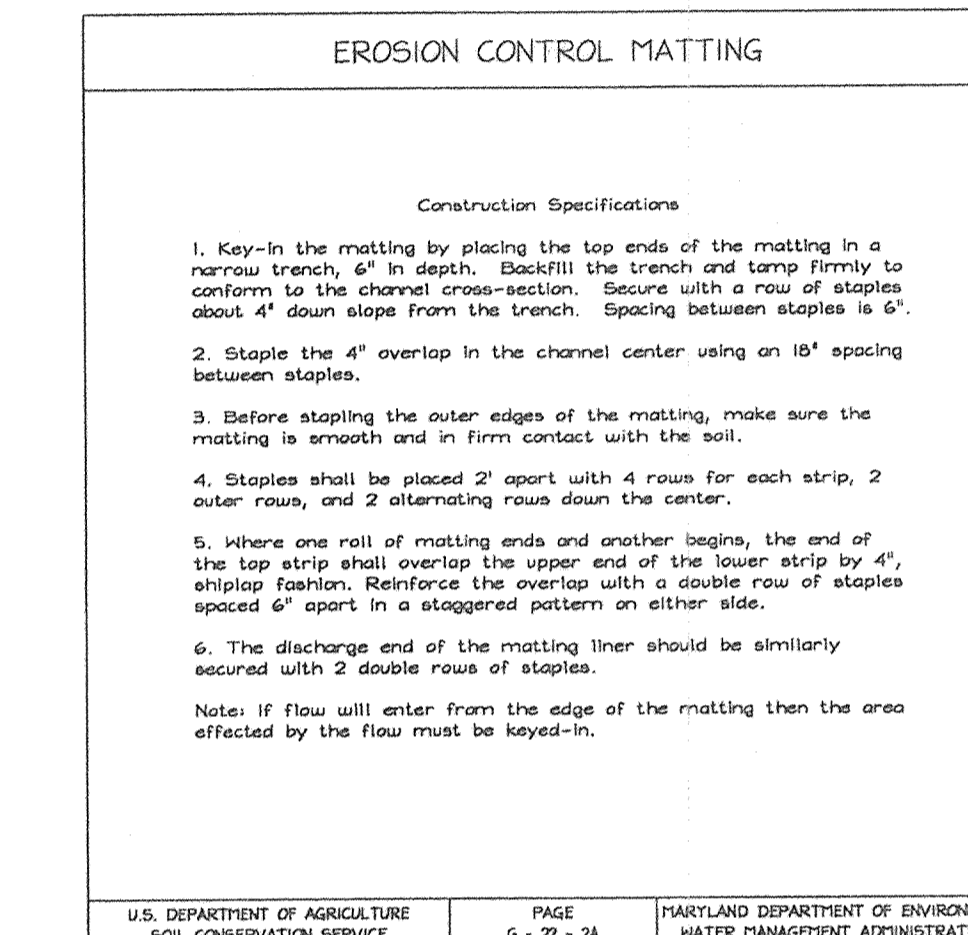 EROSION CONTROL MATTING
Construction Specifications
1. Key-in the matting by placing the top ends of the matting in a
narrow trench, 6" in depth. Backfill the trench and tamp firmly to
conform to the channel cross-section. Secure with a row of staples
about 4" down slope from the trench. Spacing between staples is 6".
2. Staple the 4" overlap in the channel center using an 18" spacing
between staples.
3. Before stapling the outer edges of the matting, make sure the
matting is smooth and in firm contact with the soil.
4. Staples shall be placed 2' apart with 4 rows for each strip, 2
outer rows, and 2 alternating rows down the center.
5. Where one roll of matting ends and another begins, the end of
the top strip shall overlap the upper end of the lower strip by 4",
shiplap fashion. Reinforce the overlap with a double row of staples
spaced 6" apart in a staggered pattern on either side.
6. The discharge end of the matting liner should be similarly
secured with 2 double rows of staples.
Note: If flow will enter from the edge of the matting then the area
effected by the flow must be keyed-in.
U.S. DEPARTMENT OF AGRICULTURE
SOIL CONSERVATION SERVICE
PAGE
G - 22 - 2A
MARYLAND DEPARTMENT OF ENVIRON
WATER MANAGEMENT ADMINISTRAT